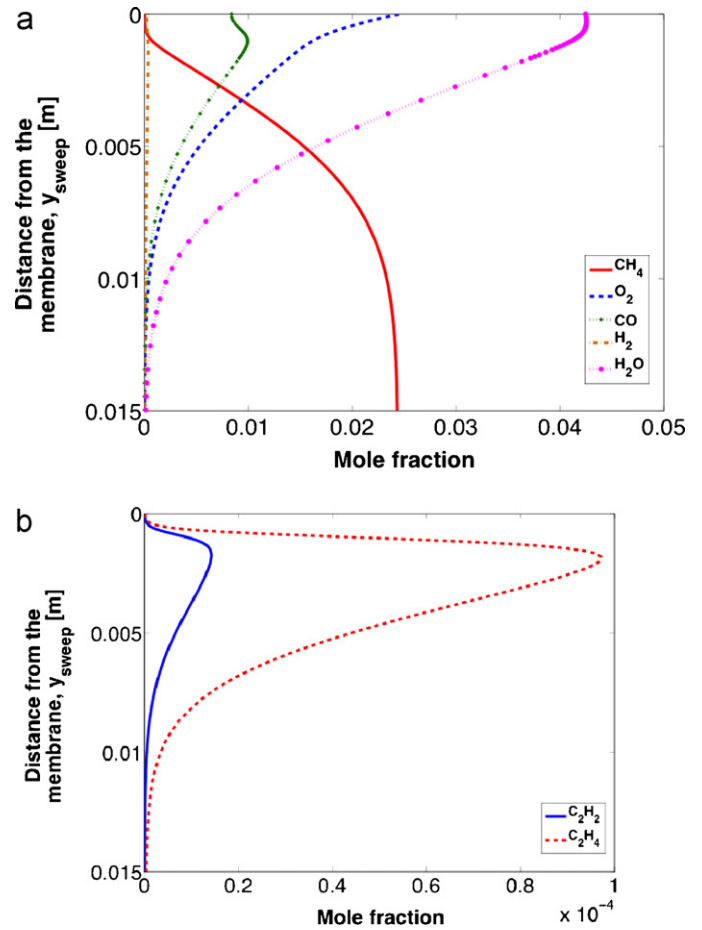 a
0
0.005
0.01
0.015
Distance from the
membrane, y_sweep [m]
CH₄
O₂
CO
H₂
H₂O
0 0.01 0.02 0.03 0.04 0.05
Mole fraction
b
0
0.005
0.01
0.015
Distance from the
membrane, y_sweep [m]
C₂H₂
C₂H₄
0 0.2 0.4 0.6 0.8 1
Mole fraction x 10⁻⁴